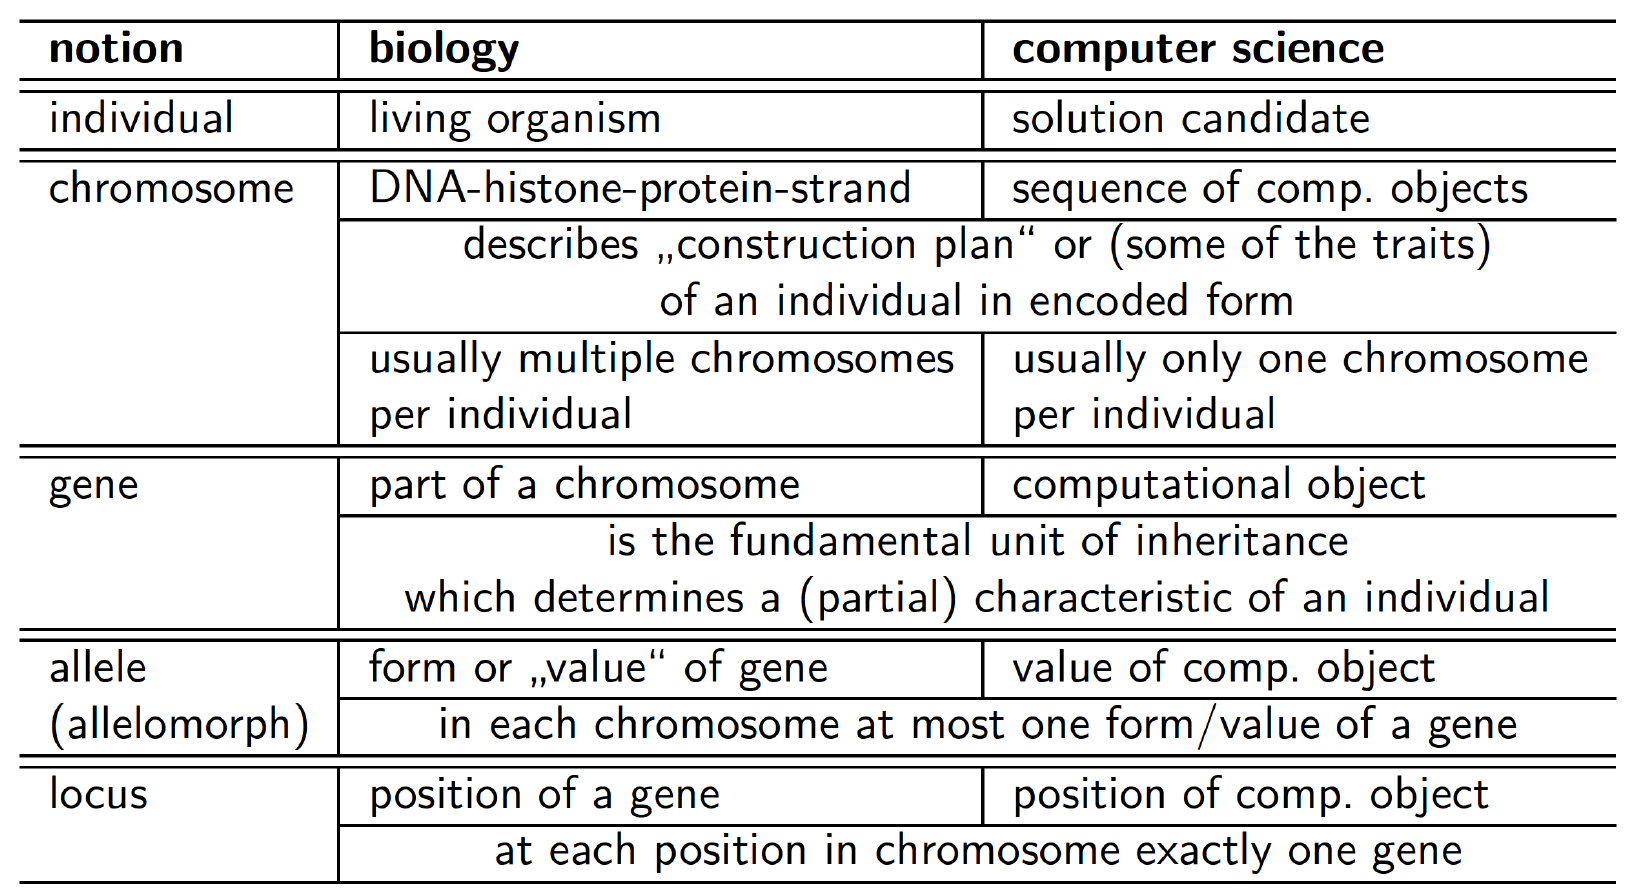 notion biology computer science
individual living organism solution candidate
chromosome DNA-histone-protein-strand sequence of comp. objects
describes „construction plan“ or (some of the traits)
of an individual in encoded form
usually multiple chromosomes usually only one chromosome
per individual per individual
gene part of a chromosome computational object
is the fundamental unit of inheritance
which determines a (partial) characteristic of an individual
allele form or „value“ of gene value of comp. object
(allelomorph) in each chromosome at most one form/value of a gene
locus position of a gene position of comp. object
at each position in chromosome exactly one gene